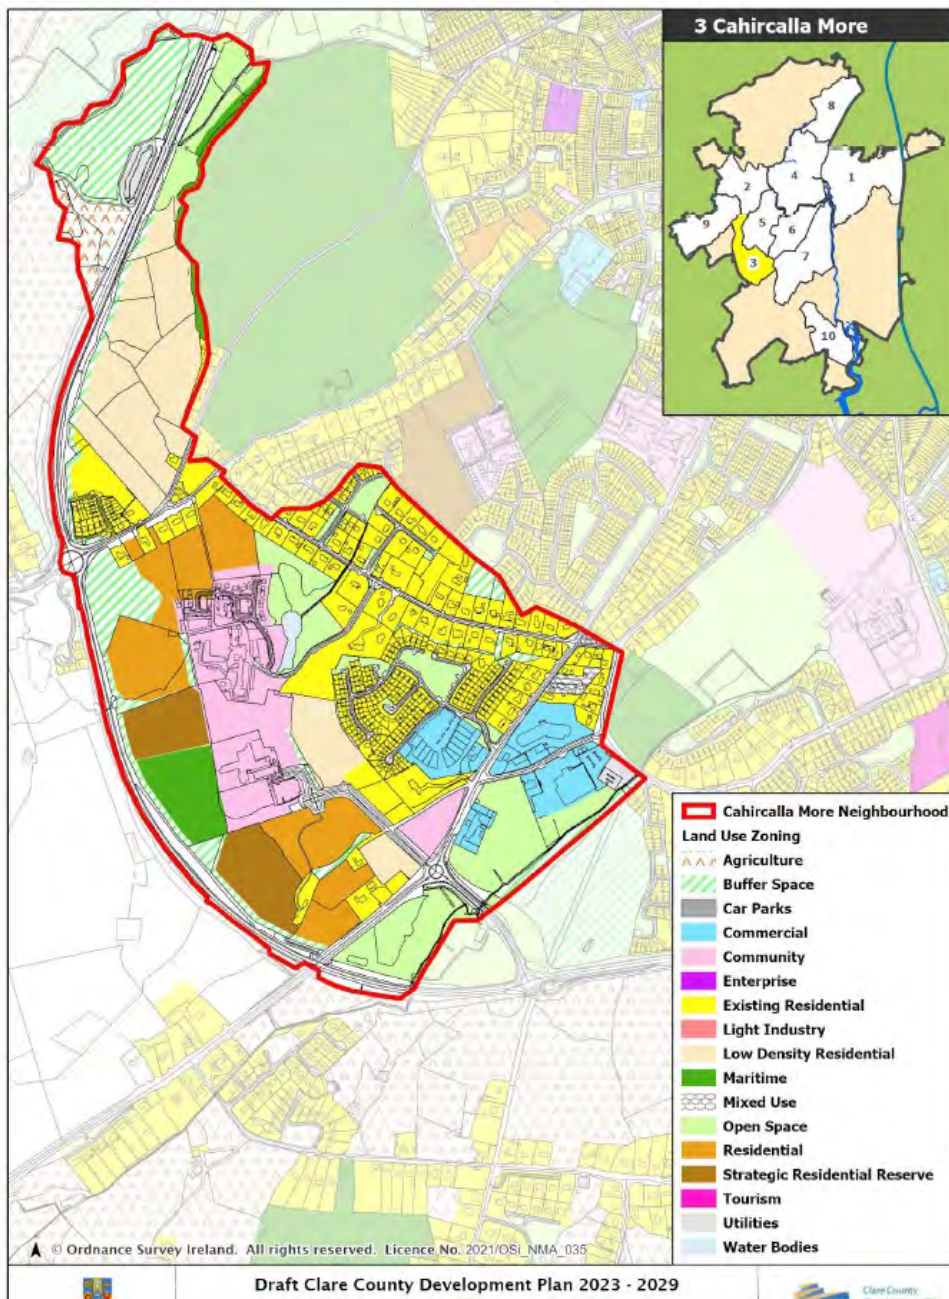 3 Cahircalla More
8
1
4
2
5
6
9
3
7
10
Cahircalla More Neighbourhood
Land Use Zoning
Agriculture
Buffer Space
Car Parks
Commercial
Community
Enterprise
Existing Residential
Light Industry
Low Density Residential
Maritime
Mixed Use
Open Space
Residential
Strategic Residential Reserve
Tourism
Utilities
Water Bodies
© Ordnance Survey Ireland. All rights reserved. Licence No. 2021/OSi_NMA_035
Draft Clare County Development Plan 2023 - 2029
Clare County